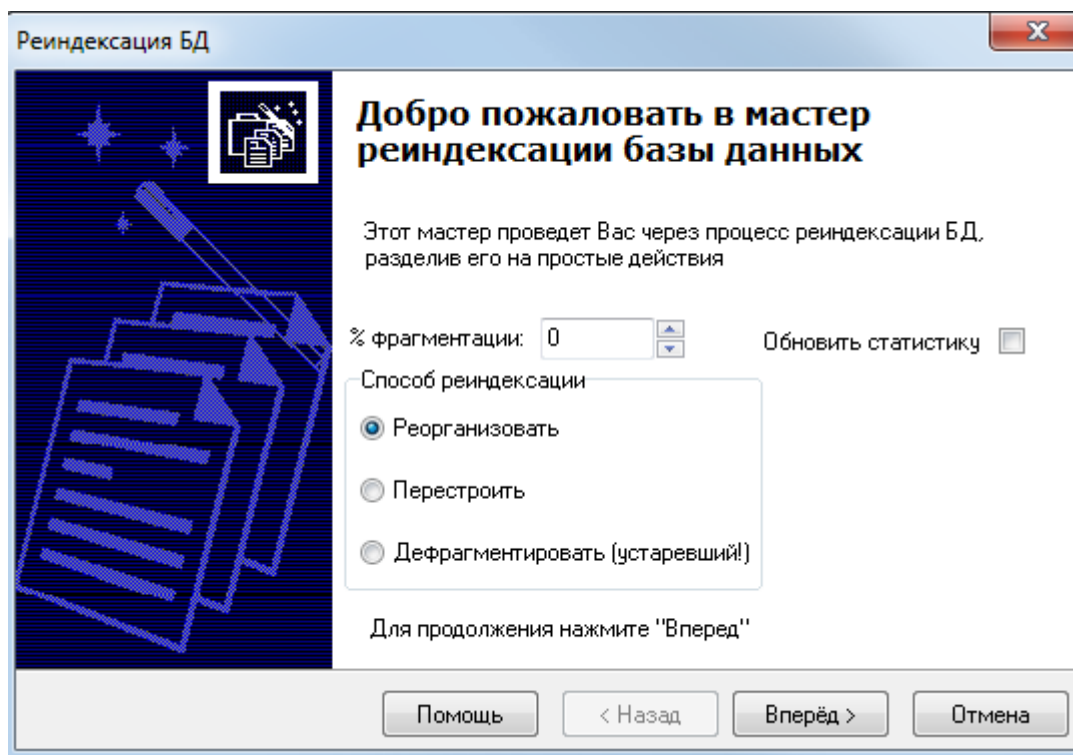 Реиндексация БД
Добро пожаловать в мастер
реиндексации базы данных
Этот мастер проведет Вас через процесс реиндексации БД,
разделив его на простые действия
% фрагментации: 0 Обновить статистику
Способ реиндексации
Реорганизовать
Перестроить
Дефрагментировать (устаревший!)
Для продолжения нажмите "Вперед"
Помощь < Назад Вперёд > Отмена